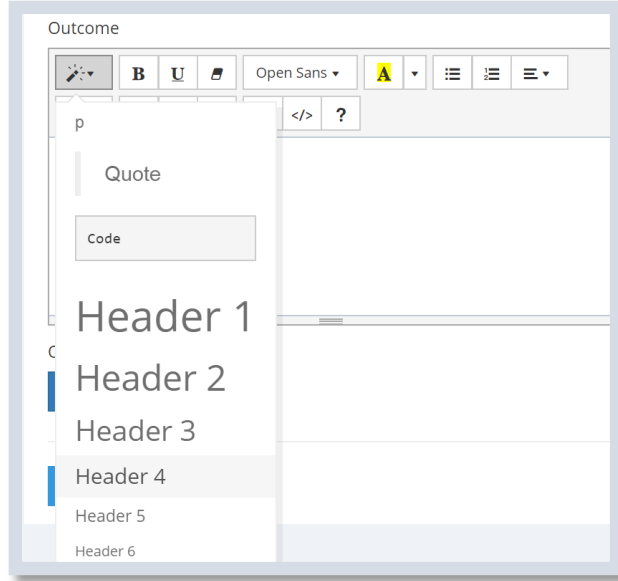 Outcome
B U Open Sans A
</> ?
p
Quote
Code
Header 1
Header 2
Header 3
Header 4
Header 5
Header 6